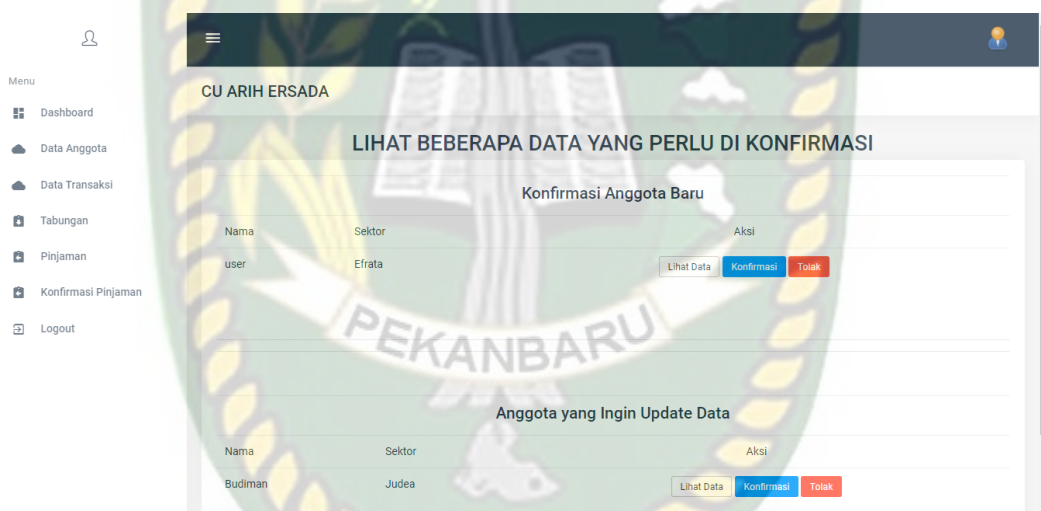 Menu
Dashboard
Data Anggota
Data Transaksi
Tabungan
Pinjaman
Konfirmasi Pinjaman
Logout
CU ARIH ERSADA
LIHAT BEBERAPA DATA YANG PERLU DI KONFIRMASI
Konfirmasi Anggota Baru
Nama Sektor Aksi
user Efrata Lihat Data Konfirmasi Tolak
PEKANBARU
Anggota yang Ingin Update Data
Nama Sektor Aksi
Budiman Judea Lihat Data Konfirmasi Tolak